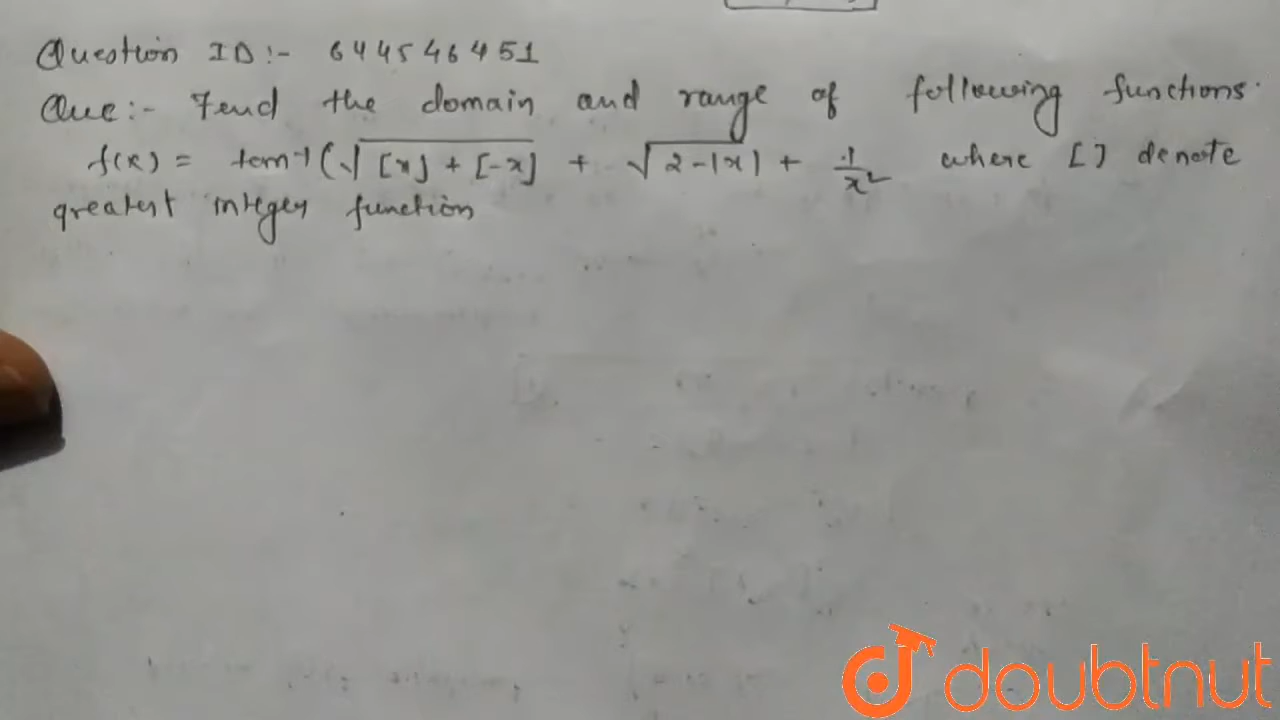 Question ID:- 644546451
Que:- Find the domain and range of following functions.
f(x) = tan⁻¹(√[x] + [-x] + √2-|x| + 1/x² where [] denote
greatest integer function
doubtnut